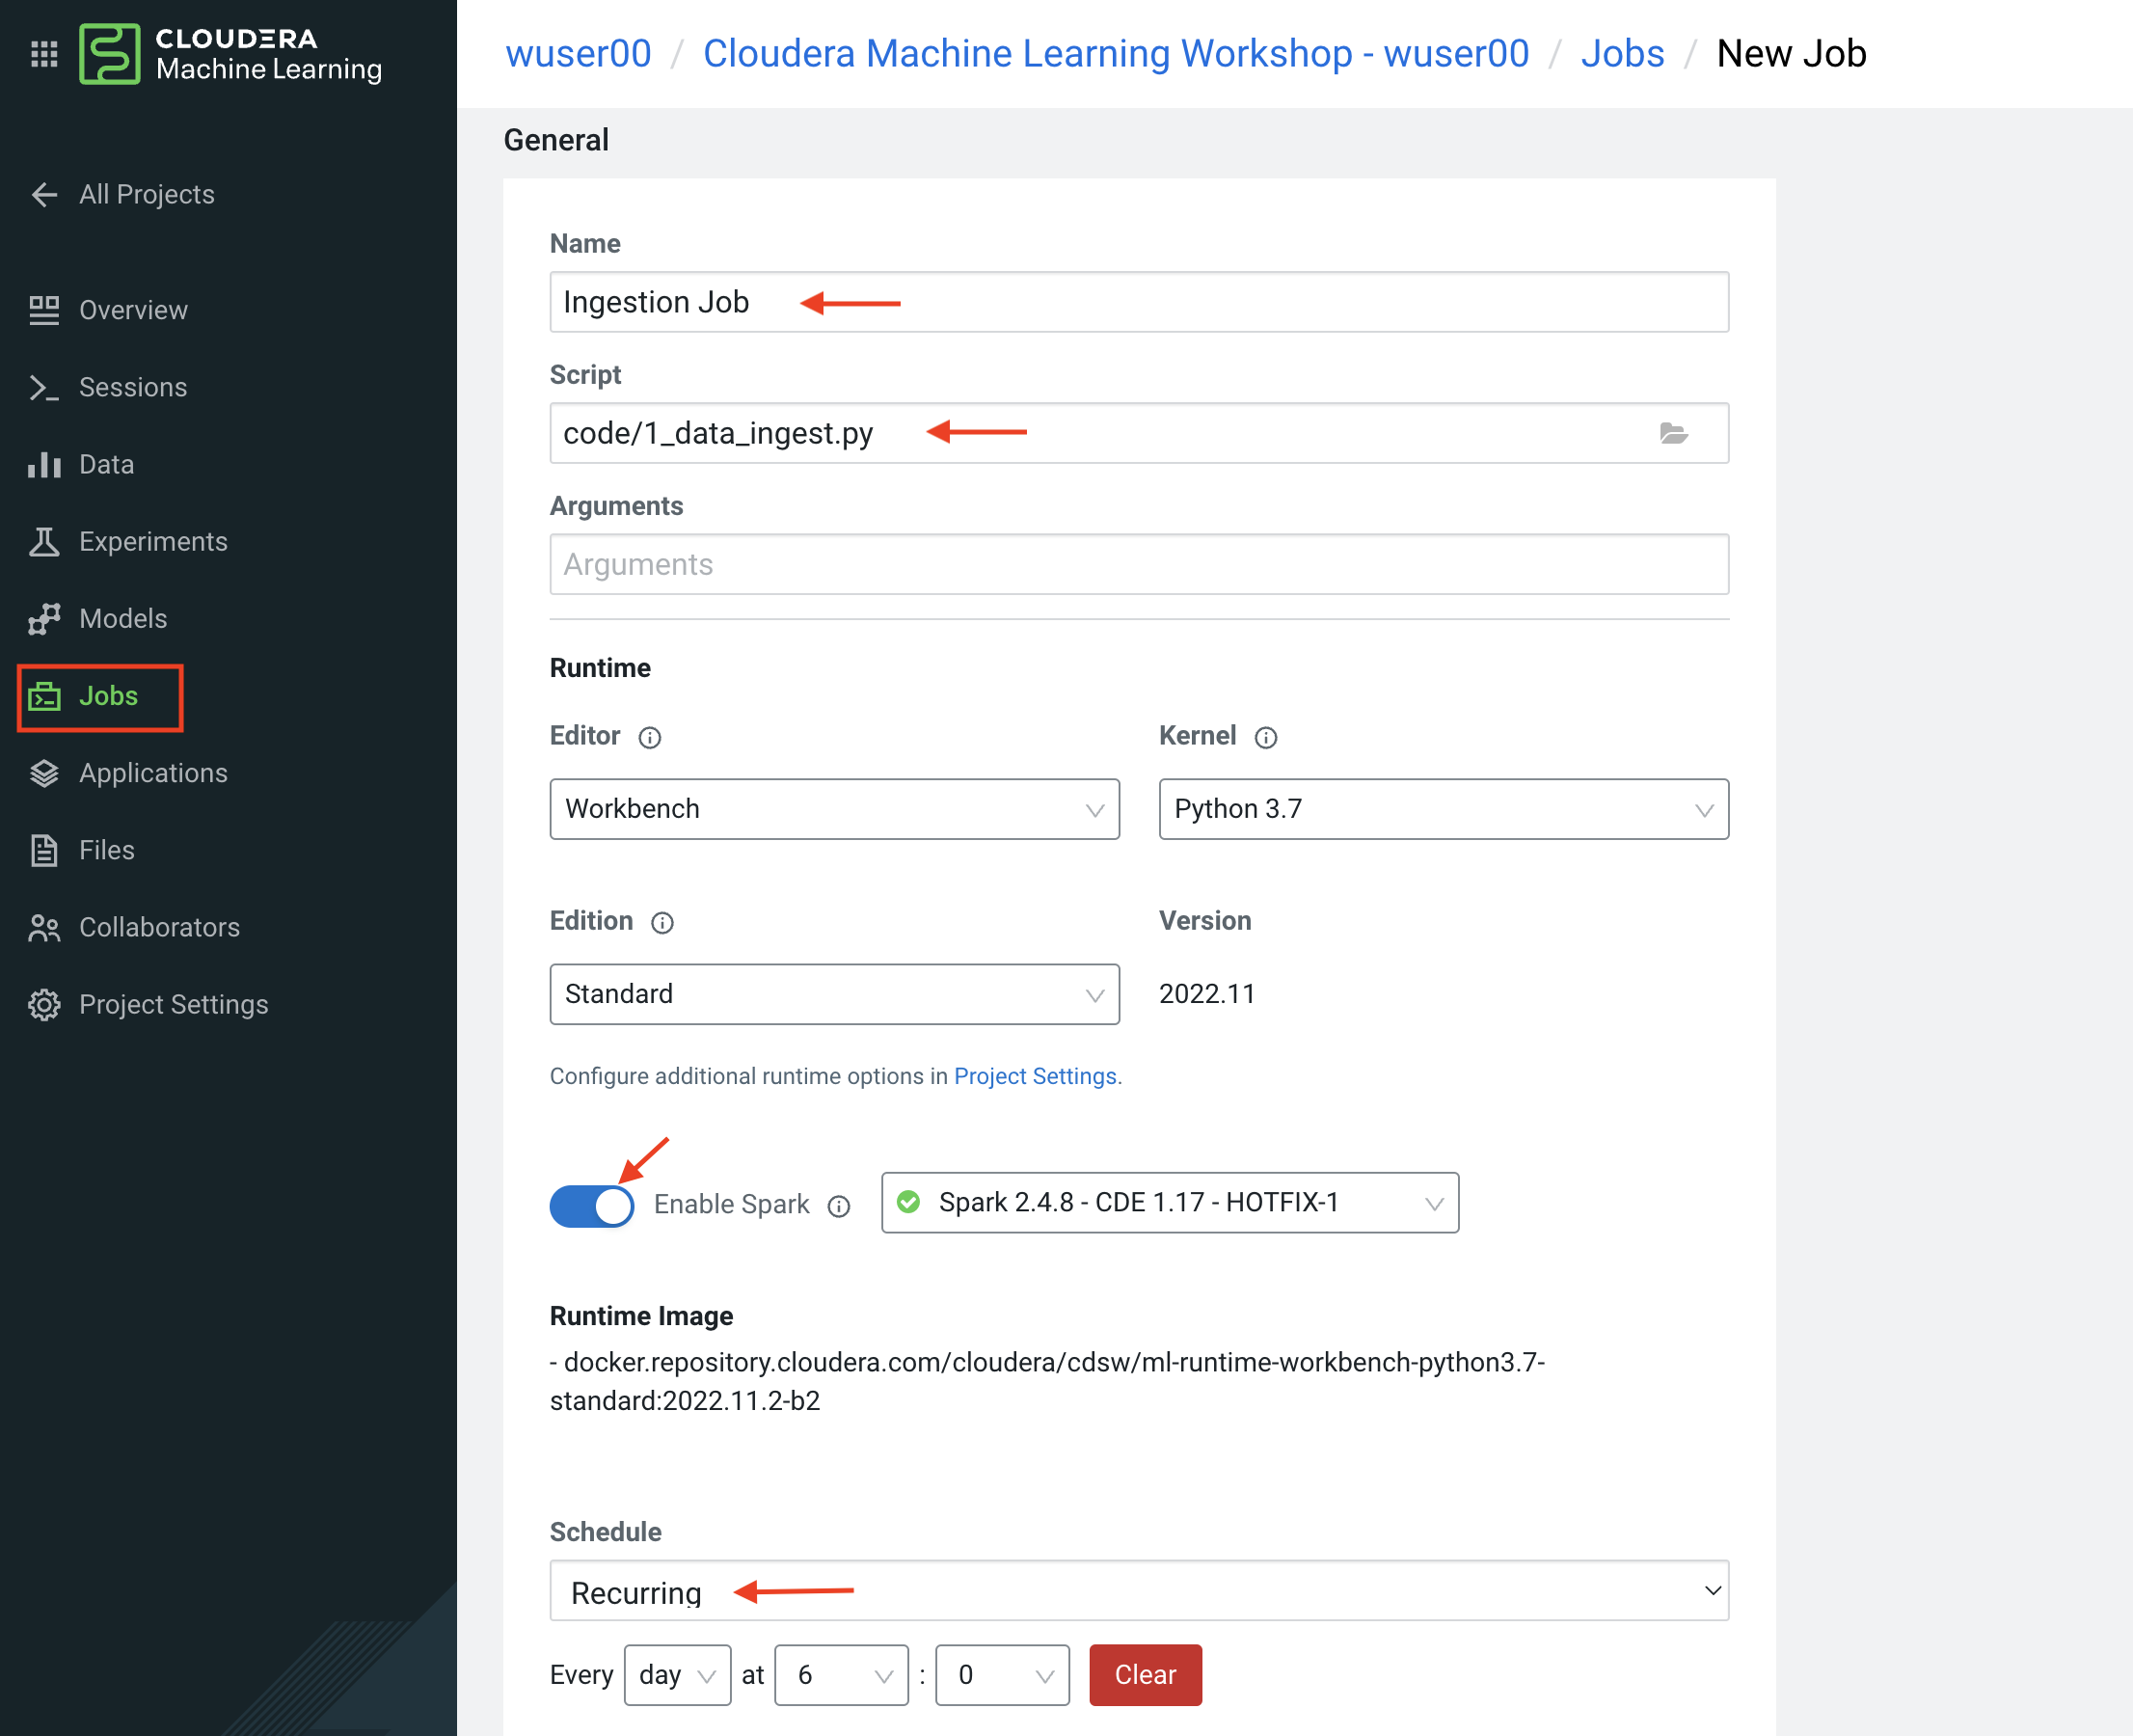 CLOUDERA
Machine Learning
All Projects
Overview
Sessions
Data
Experiments
Models
Jobs
Applications
Files
Collaborators
Project Settings
wuser00 / Cloudera Machine Learning Workshop - wuser00 / Jobs / New Job
General
Name
Ingestion Job
Script
code/1_data_ingest.py
Arguments
Arguments
Runtime
Editor Kernel
Workbench Python 3.7
Edition Version
Standard 2022.11
Configure additional runtime options in Project Settings.
Enable Spark Spark 2.4.8 - CDE 1.17 - HOTFIX-1
Runtime Image
- docker.repository.cloudera.com/cloudera/cdsw/ml-runtime-workbench-python3.7-
standard:2022.11.2-b2
Schedule
Recurring
Every day at 6 : 0 Clear